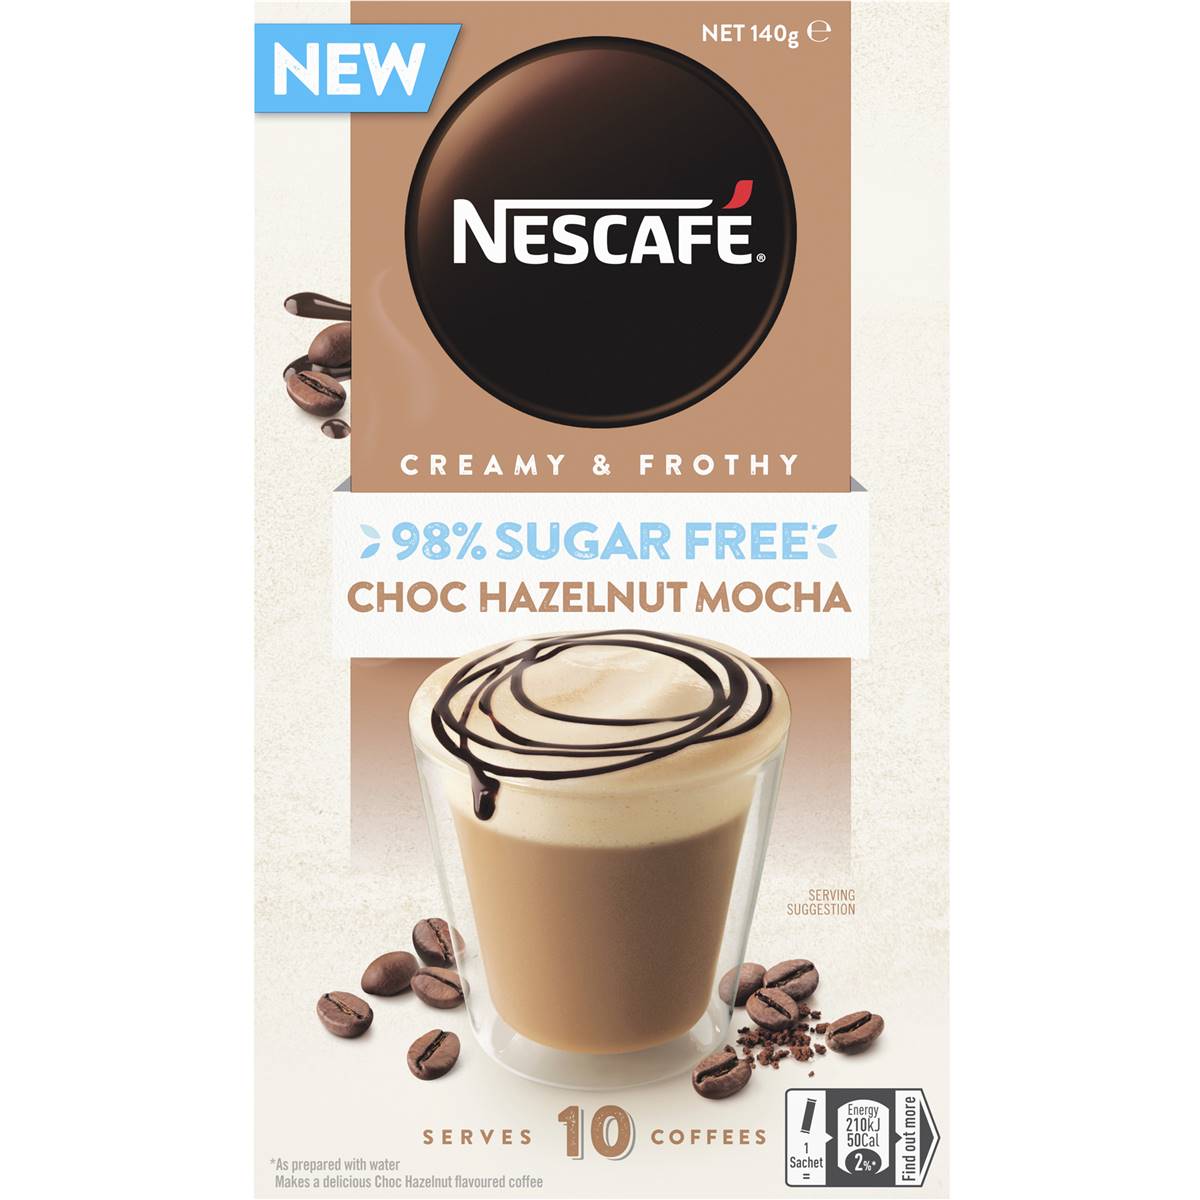 NEW
NET 140g ℮
NESCAFÉ®
CREAMY & FROTHY
98% SUGAR FREE*
CHOC HAZELNUT MOCHA
SERVING
SUGGESTION
SERVES 10 COFFEES
*As prepared with water
Makes a delicious Choc Hazelnut flavoured coffee
1
Sachet
=
Energy
210kJ
50Cal
2%*
Find out more